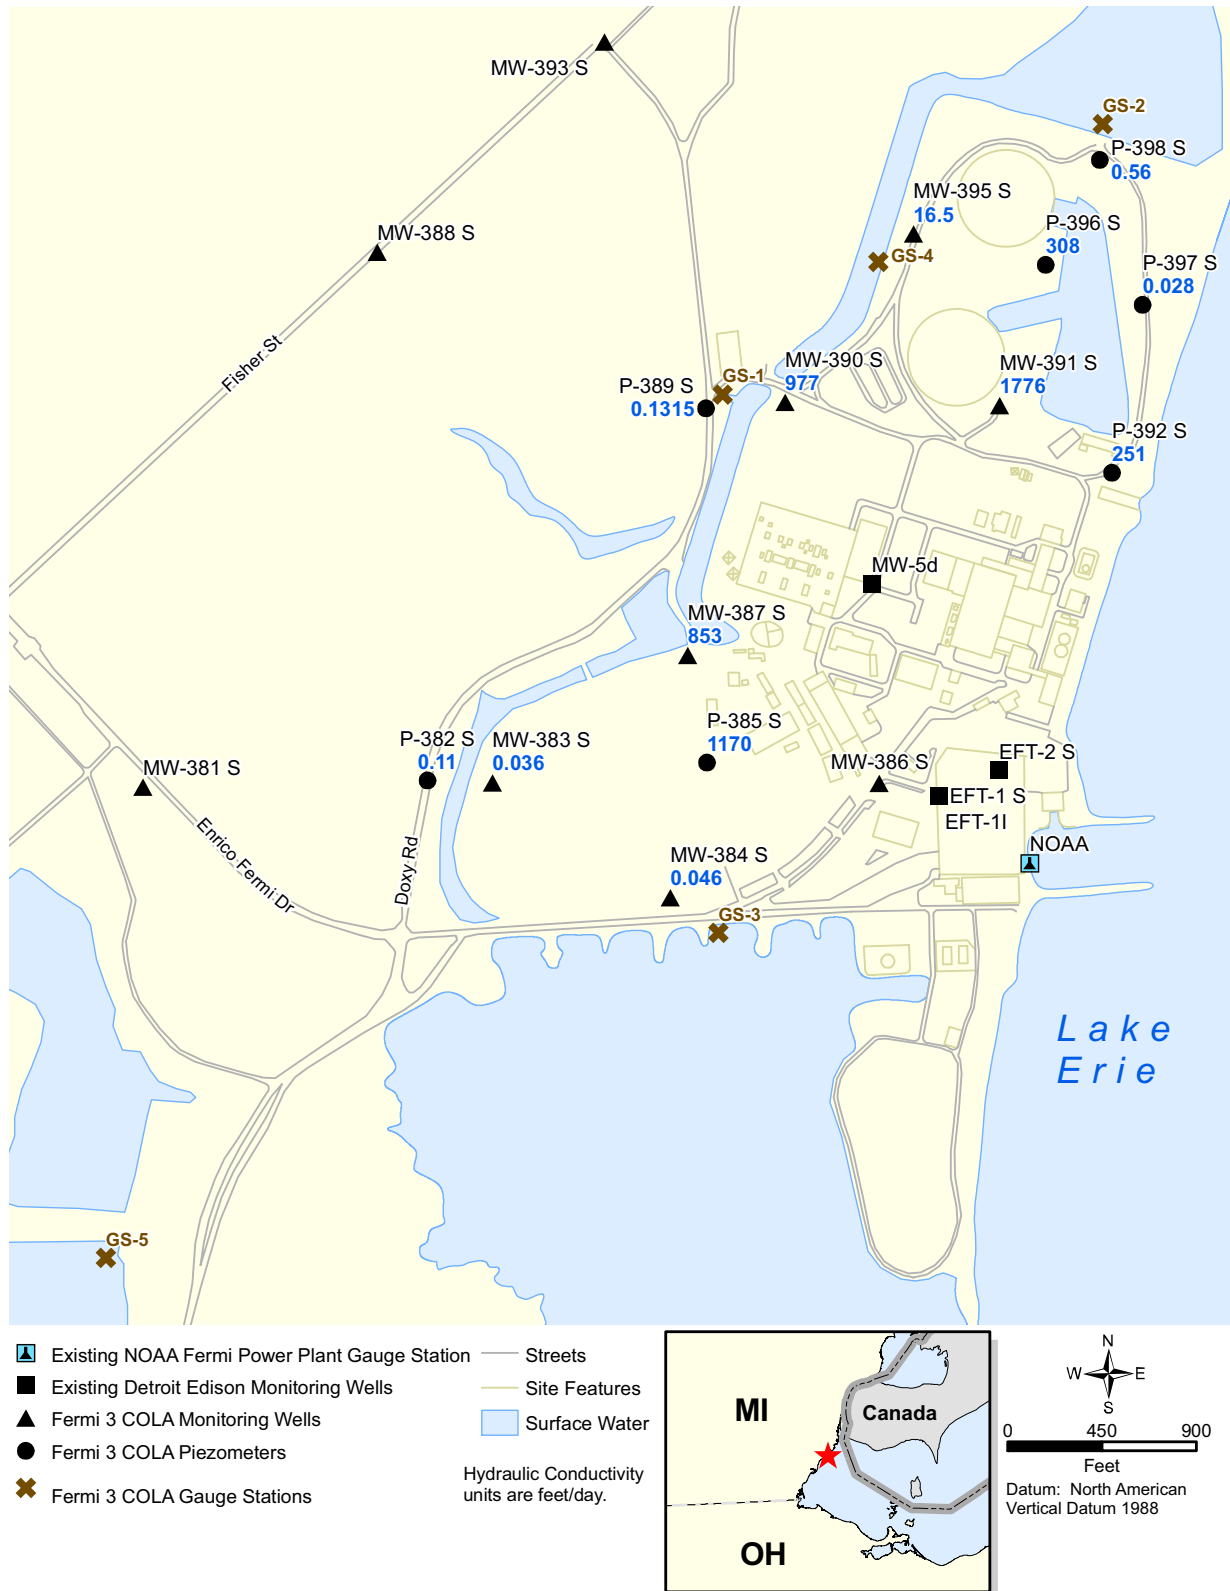 MW-393 S
GS-2
P-398 S
0.56
MW-395 S
16.5
P-396 S
308
MW-388 S
GS-4
P-397 S
0.028
Fisher St
MW-390 S
977
MW-391 S
1776
GS-1
P-389 S
0.1315
P-392 S
251
MW-5d
MW-387 S
853
P-385 S
1170
P-382 S
0.11
MW-383 S
0.036
EFT-2 S
MW-381 S
MW-386 S
EFT-1 S
EFT-1I
Enrico Fermi Dr
Doxy Rd
NOAA
MW-384 S
0.046
GS-3
Lake
Erie
GS-5
Existing NOAA Fermi Power Plant Gauge Station
Existing Detroit Edison Monitoring Wells
Fermi 3 COLA Monitoring Wells
Fermi 3 COLA Piezometers
Fermi 3 COLA Gauge Stations
Streets
Site Features
Surface Water
Hydraulic Conductivity
units are feet/day.
MI
Canada
OH
N
W E
S
0 450 900
Feet
Datum: North American
Vertical Datum 1988